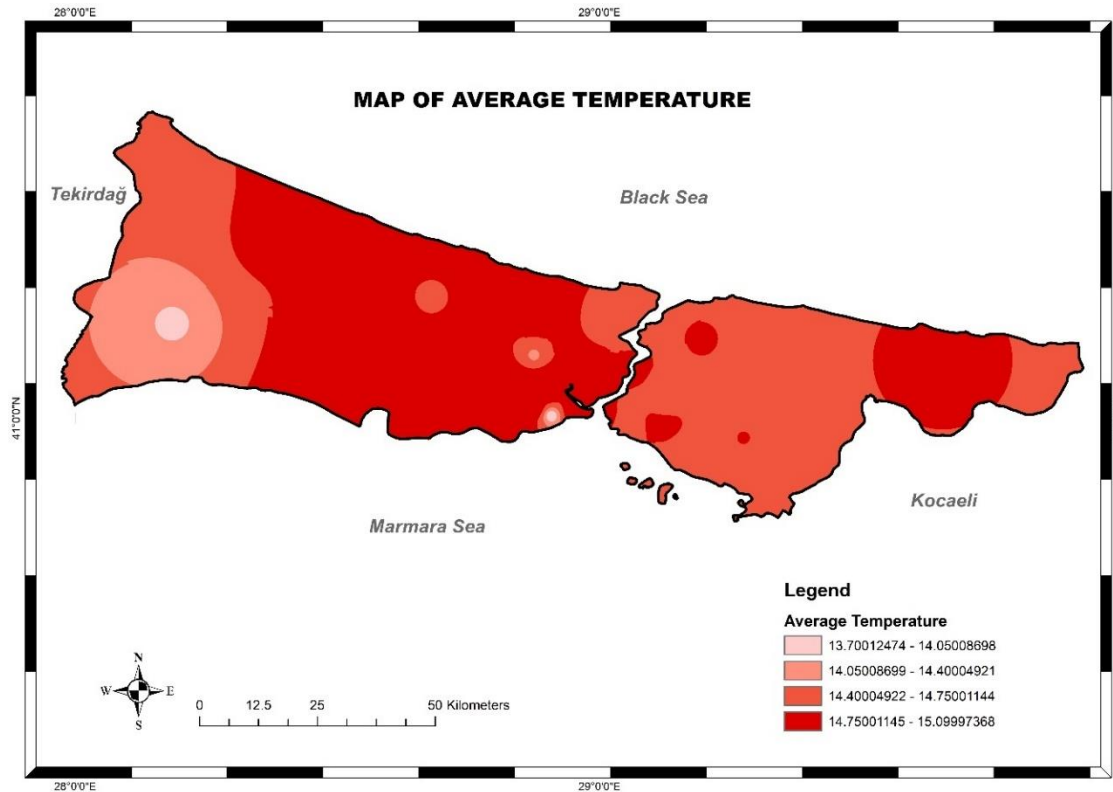 28°0'0"E 29°0'0"E
MAP OF AVERAGE TEMPERATURE
Tekirdağ
Black Sea
41°0'0"N
Marmara Sea
Kocaeli
Legend
Average Temperature
13.70012474 - 14.05008698
14.05008699 - 14.40004921
14.40004922 - 14.75001144
14.75001145 - 15.09997368
N
W E
S
0 12.5 25 50 Kilometers
28°0'0"E 29°0'0"E